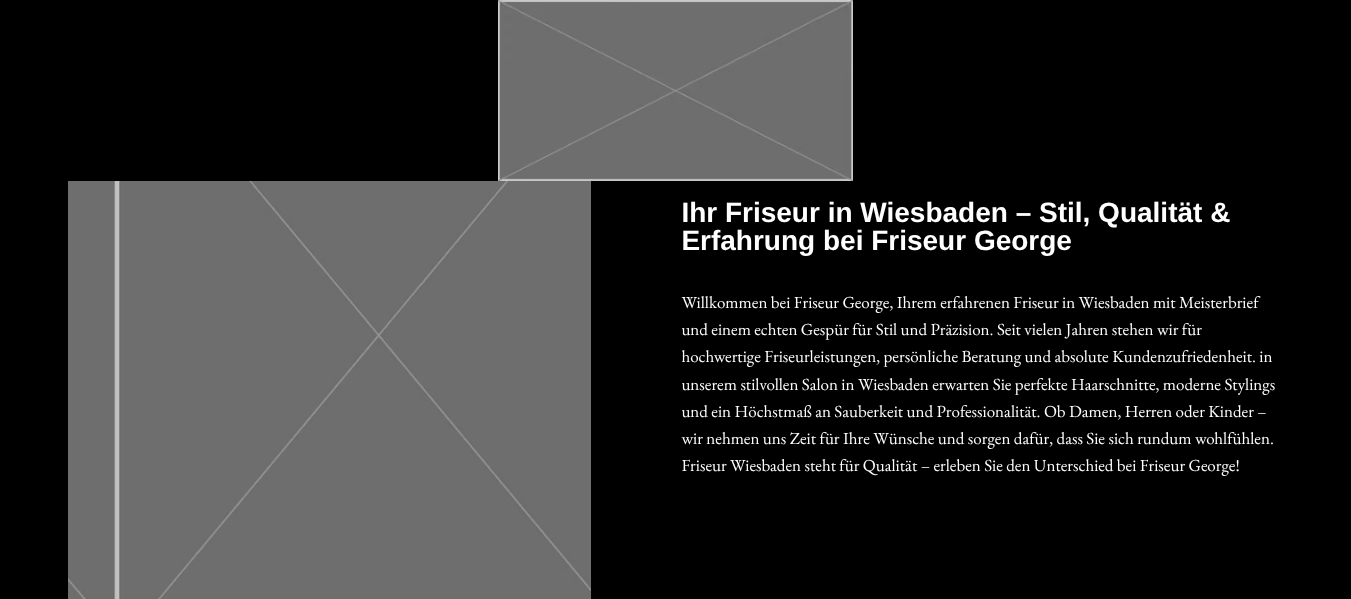 Ihr Friseur in Wiesbaden – Stil, Qualität &
Erfahrung bei Friseur George
Willkommen bei Friseur George, Ihrem erfahrenen Friseur in Wiesbaden mit Meisterbrief
und einem echten Gespür für Stil und Präzision. Seit vielen Jahren stehen wir für
hochwertige Friseurleistungen, persönliche Beratung und absolute Kundenzufriedenheit. in
unserem stilvollen Salon in Wiesbaden erwarten Sie perfekte Haarschnitte, moderne Stylings
und ein Höchstmaß an Sauberkeit und Professionalität. Ob Damen, Herren oder Kinder –
wir nehmen uns Zeit für Ihre Wünsche und sorgen dafür, dass Sie sich rundum wohlfühlen.
Friseur Wiesbaden steht für Qualität – erleben Sie den Unterschied bei Friseur George!